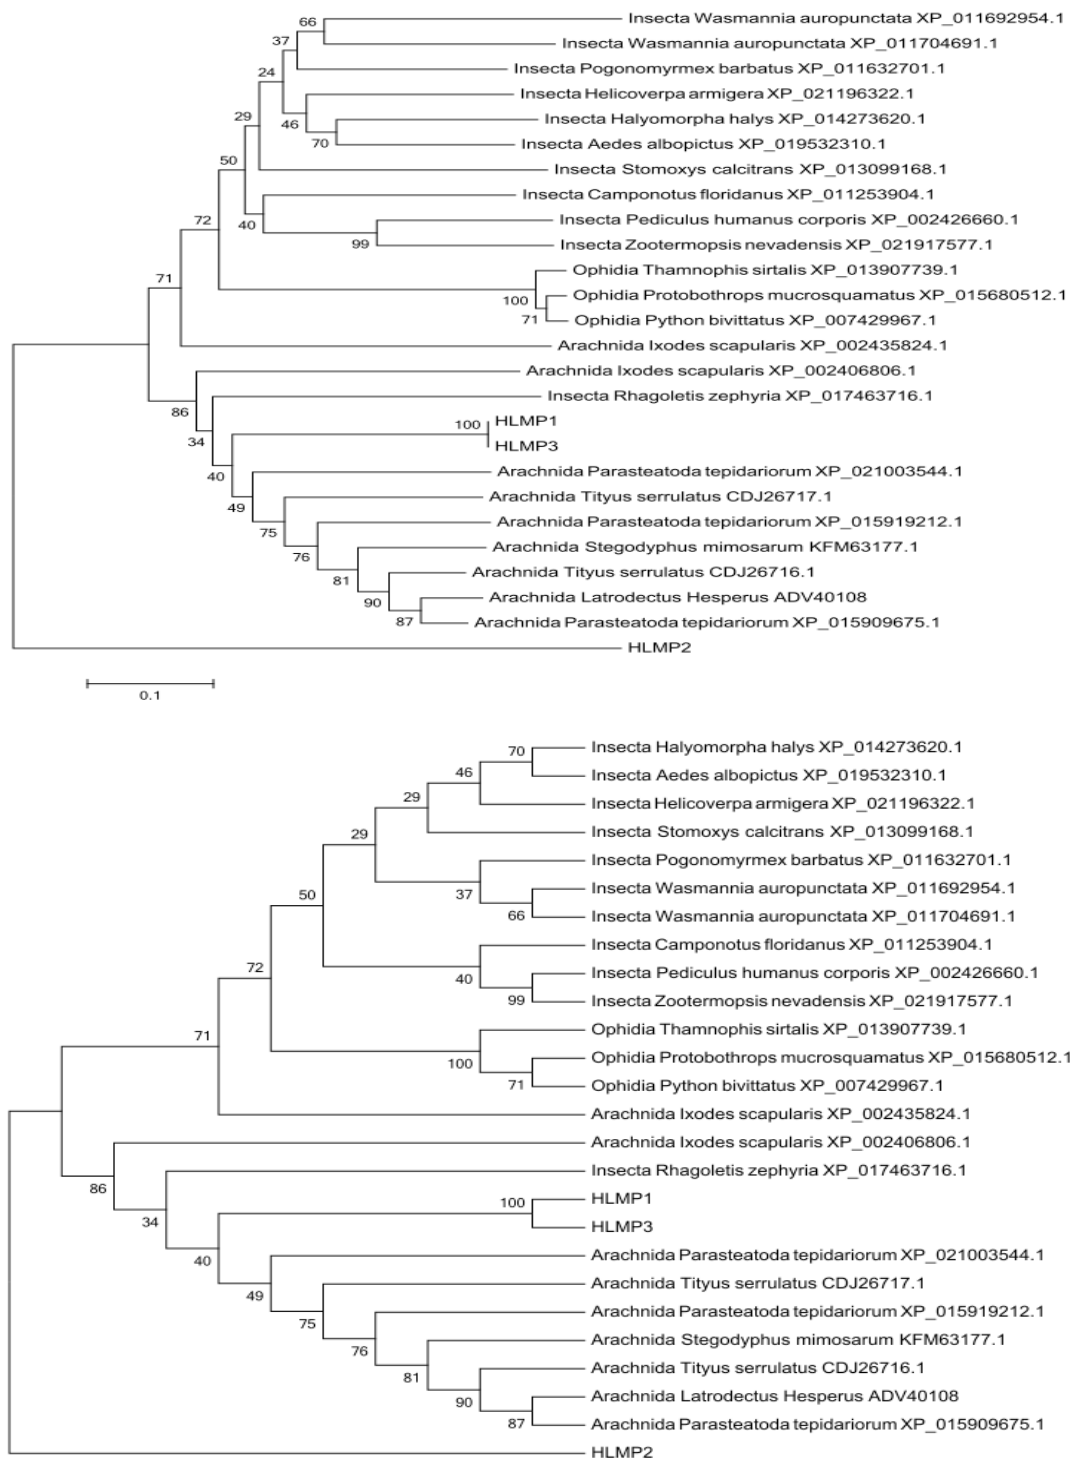 66
Insecta Wasmannia auropunctata XP_011692954.1
37
Insecta Wasmannia auropunctata XP_011704691.1
24
Insecta Pogonomyrmex barbatus XP_011632701.1
Insecta Helicoverpa armigera XP_021196322.1
29
46
Insecta Halyomorpha halys XP_014273620.1
70
Insecta Aedes albopictus XP_019532310.1
50
Insecta Stomoxys calcitrans XP_013099168.1
Insecta Camponotus floridanus XP_011253904.1
72
40
Insecta Pediculus humanus corporis XP_002426660.1
99
Insecta Zootermopsis nevadensis XP_021917577.1
71
Ophidia Thamnophis sirtalis XP_013907739.1
100
Ophidia Protobothrops mucrosquamatus XP_015680512.1
71
Ophidia Python bivittatus XP_007429967.1
Arachnida Ixodes scapularis XP_002435824.1
Arachnida Ixodes scapularis XP_002406806.1
86
Insecta Rhagoletis zephyria XP_017463716.1
100
HLMP1
34
HLMP3
40
Arachnida Parasteatoda tepidariorum XP_021003544.1
49
Arachnida Tityus serrulatus CDJ26717.1
75
Arachnida Parasteatoda tepidariorum XP_015919212.1
76
Arachnida Stegodyphus mimosarum KFM63177.1
81
Arachnida Tityus serrulatus CDJ26716.1
90
Arachnida Latrodectus Hesperus ADV40108
87
Arachnida Parasteatoda tepidariorum XP_015909675.1
HLMP2
0.1
70
Insecta Halyomorpha halys XP_014273620.1
46
Insecta Aedes albopictus XP_019532310.1
29
Insecta Helicoverpa armigera XP_021196322.1
29
Insecta Stomoxys calcitrans XP_013099168.1
Insecta Pogonomyrmex barbatus XP_011632701.1
50
37
Insecta Wasmannia auropunctata XP_011692954.1
66
Insecta Wasmannia auropunctata XP_011704691.1
Insecta Camponotus floridanus XP_011253904.1
72
40
Insecta Pediculus humanus corporis XP_002426660.1
99
Insecta Zootermopsis nevadensis XP_021917577.1
71
Ophidia Thamnophis sirtalis XP_013907739.1
100
Ophidia Protobothrops mucrosquamatus XP_015680512.1
71
Ophidia Python bivittatus XP_007429967.1
Arachnida Ixodes scapularis XP_002435824.1
Arachnida Ixodes scapularis XP_002406806.1
86
Insecta Rhagoletis zephyria XP_017463716.1
34
100
HLMP1
HLMP3
40
Arachnida Parasteatoda tepidariorum XP_021003544.1
49
Arachnida Tityus serrulatus CDJ26717.1
75
Arachnida Parasteatoda tepidariorum XP_015919212.1
76
Arachnida Stegodyphus mimosarum KFM63177.1
81
Arachnida Tityus serrulatus CDJ26716.1
90
Arachnida Latrodectus Hesperus ADV40108
87
Arachnida Parasteatoda tepidariorum XP_015909675.1
HLMP2